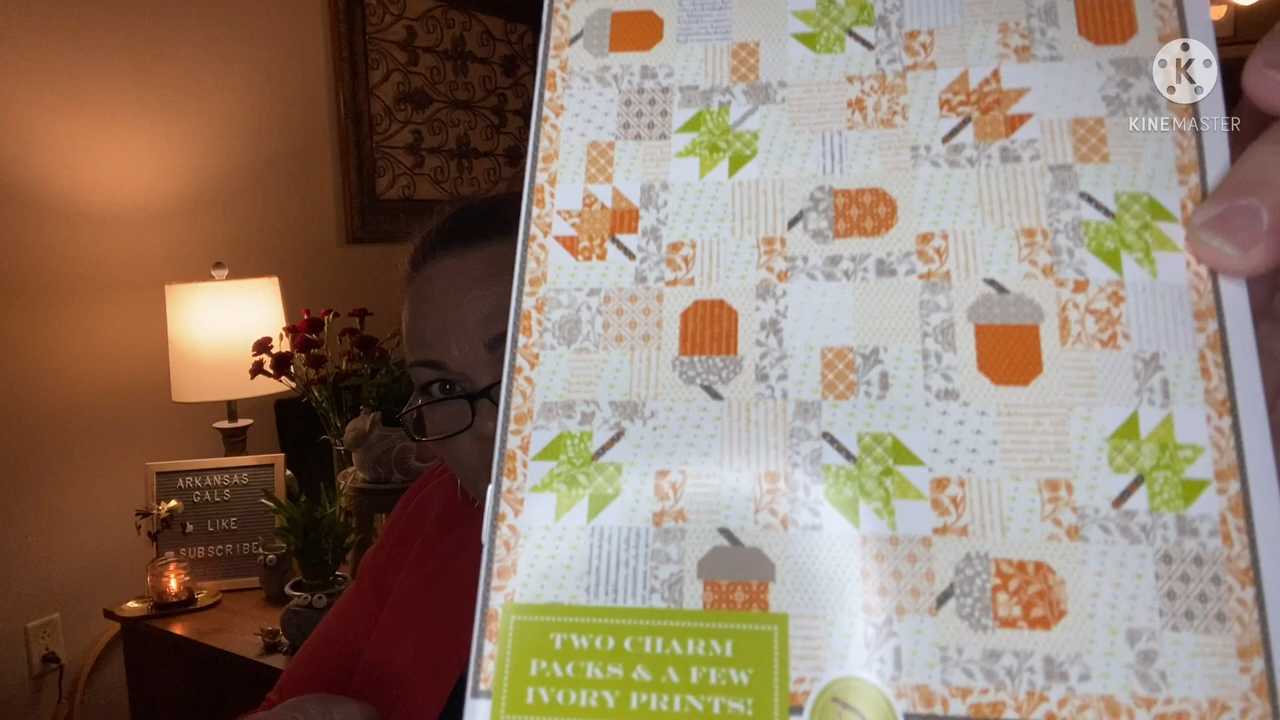 K
KINEMASTER
ARKANSAS
GALS
LIKE
SUBSCRIBE
TWO CHARM
PACKS & A FEW
IVORY PRINTS!